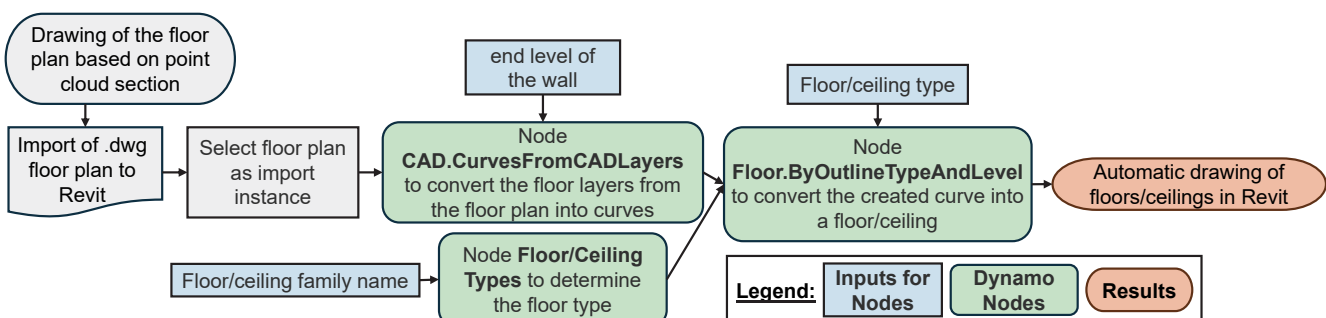 Drawing of the floor
plan based on point
cloud section
Import of .dwg
floor plan to
Revit
Select floor plan
as import
instance
end level of
the wall
Node
CAD.CurvesFromCADLayers
to convert the floor layers from
the floor plan into curves
Floor/ceiling family name
Node Floor/Ceiling
Types to determine
the floor type
Floor/ceiling type
Node
Floor.ByOutlineTypeAndLevel
to convert the created curve into
a floor/ceiling
Automatic drawing of
floors/ceilings in Revit
Legend:
Inputs for
Nodes
Dynamo
Nodes
Results